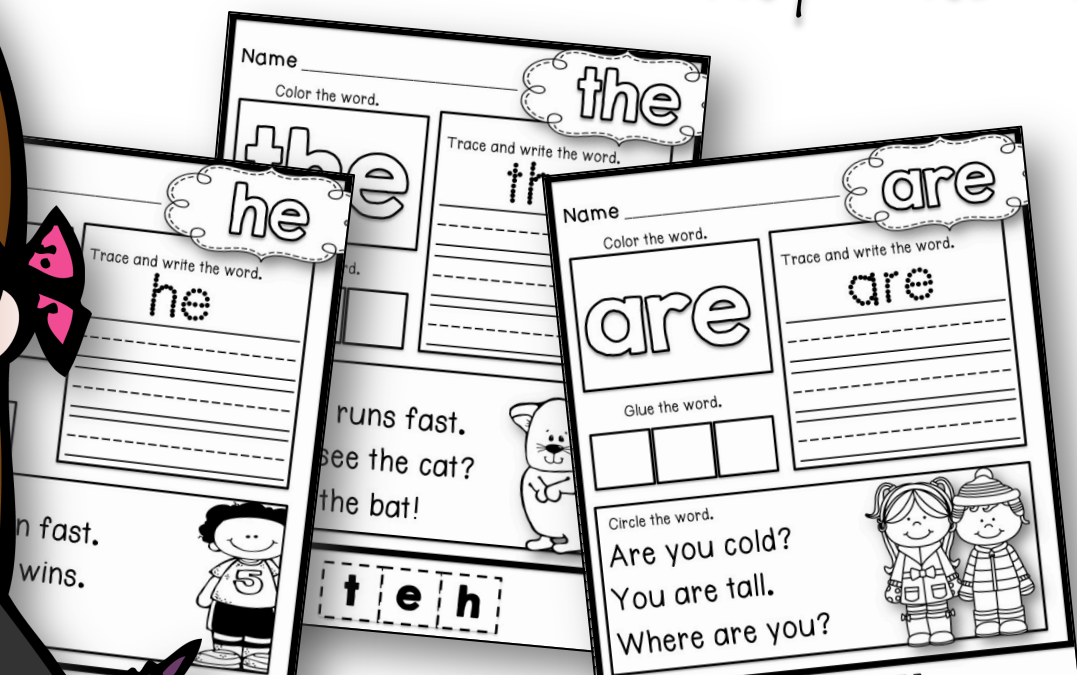 Name
the
Color the word.
the
Trace and write the word.
he
Trace and write the word.
he
n fast.
wins.
runs fast.
see the cat?
the bat!
t e h
Name
are
Color the word.
are
Trace and write the word.
are
Glue the word.
Circle the word.
Are you cold?
You are tall.
Where are you?
5